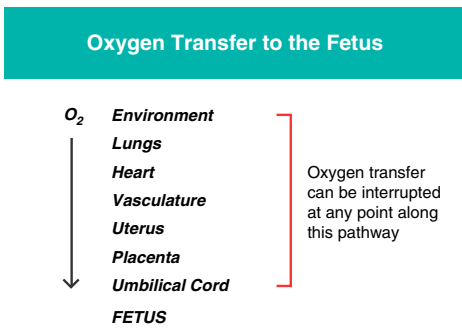 Oxygen Transfer to the Fetus
O2 Environment
Lungs
Heart
Vasculature
Uterus
Placenta
Umbilical Cord
FETUS
Oxygen transfer
can be interrupted
at any point along
this pathway